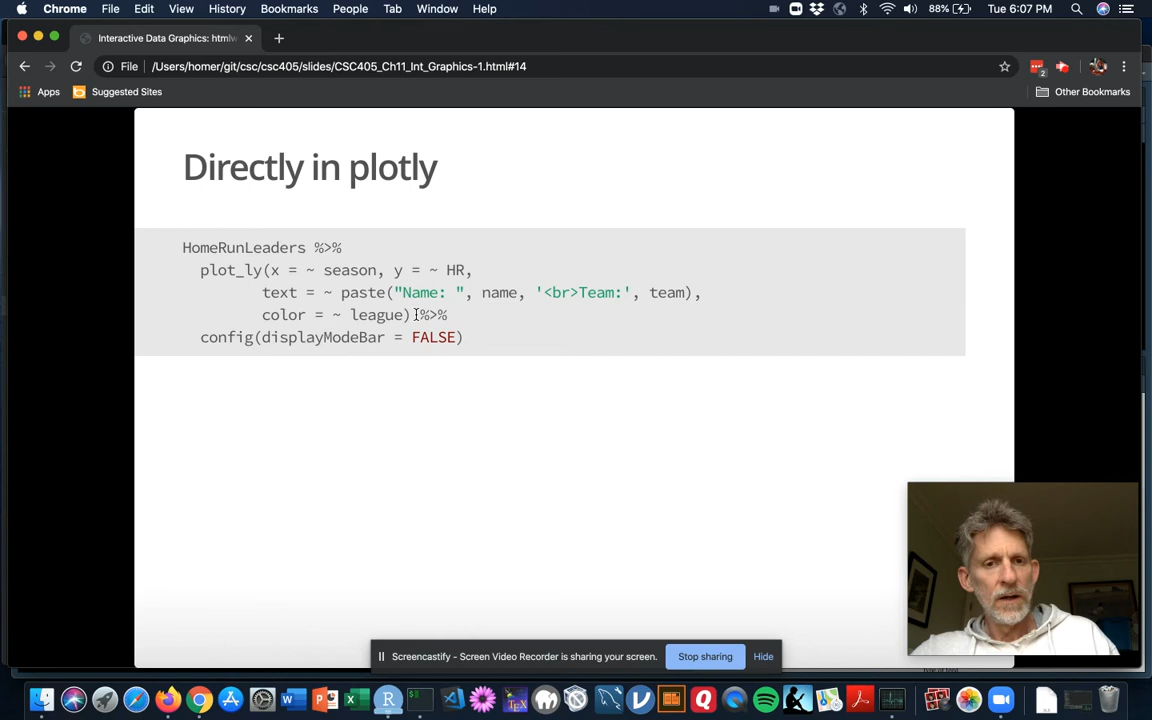 Chrome File Edit View History Bookmarks People Tab Window Help 88% Tue 6:07 PM
Interactive Data Graphics: htmlw
File /Users/homer/git/csc/csc405/slides/CSC405_Ch11_Int_Graphics-1.html#14
2
Apps Suggested Sites Other Bookmarks
Directly in plotly
HomeRunLeaders %>%
plot_ly(x = ~ season, y = ~ HR,
text = ~ paste("Name: ", name, '<br>Team:', team),
color = ~ league) %>%
config(displayModeBar = FALSE)
Screencastify - Screen Video Recorder is sharing your screen. Stop sharing Hide